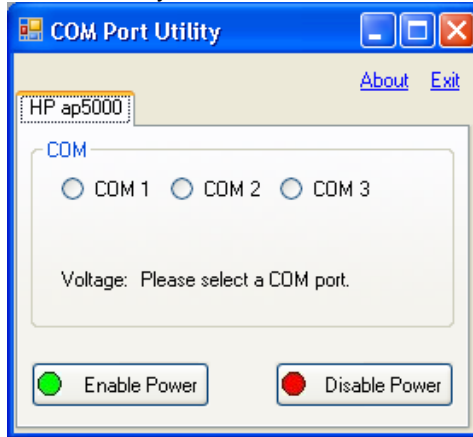 COM Port Utility
About Exit
HP ap5000
COM
COM 1 COM 2 COM 3
Voltage: Please select a COM port.
Enable Power Disable Power